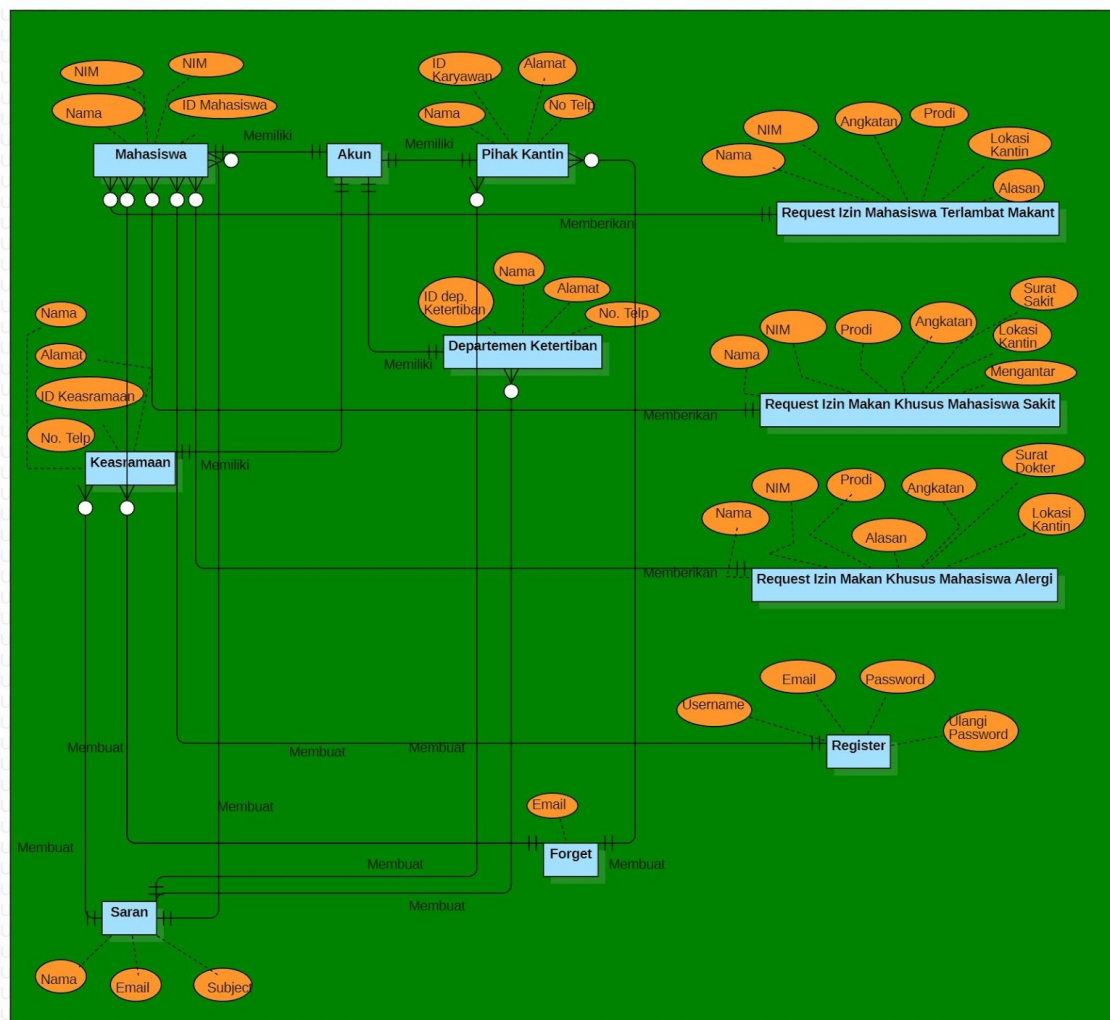 NIM
NIM
Nama
ID Mahasiswa
Mahasiswa
Memiliki
Akun
Memiliki
ID
Karyawan
Alamat
Nama
No Telp
Pihak Kantin
NIM
Angkatan
Prodi
Nama
Lokasi
Kantin
Alasan
Request Izin Mahasiswa Terlambat Makant
Memberikan
ID dep.
Ketertiban
Nama
Alamat
No. Telp
Departemen Ketertiban
Memiliki
Nama
Alamat
ID Keasramaan
No. Telp
Keasramaan
Memiliki
Nama
NIM
Prodi
Angkatan
Surat
Sakit
Lokasi
Kantin
Mengantar
Request Izin Makan Khusus Mahasiswa Sakit
Memberikan
Nama
NIM
Prodi
Angkatan
Alasan
Surat
Dokter
Lokasi
Kantin
Request Izin Makan Khusus Mahasiswa Alergi
Memberikan
Username
Email
Password
Ulangi
Password
Register
Membuat
Membuat
Membuat
Membuat
Membuat
Email
Forget
Membuat
Membuat
Membuat
Saran
Nama
Email
Subject